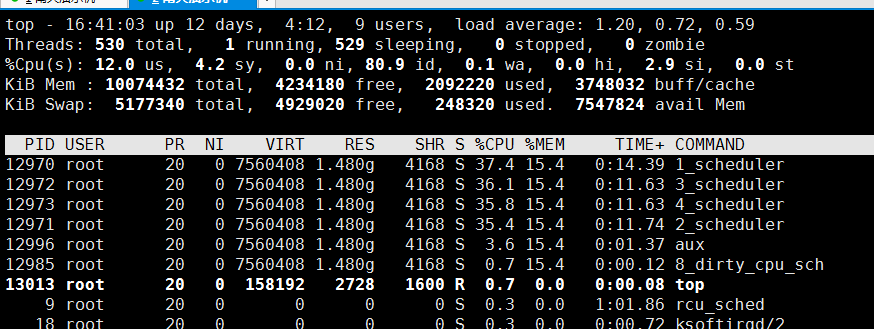 top - 16:41:03 up 12 days,  4:12,  9 users,  load average: 1.20, 0.72, 0.59
Threads: 530 total,   1 running, 529 sleeping,   0 stopped,   0 zombie
%Cpu(s): 12.0 us,  4.2 sy,  0.0 ni, 80.9 id,  0.1 wa,  0.0 hi,  2.9 si,  0.0 st
KiB Mem : 10074432 total,  4234180 free,  2092220 used,  3748032 buff/cache
KiB Swap:  5177340 total,  4929020 free,   248320 used.  7547824 avail Mem
PID USER PR NI VIRT RES SHR S %CPU %MEM TIME+ COMMAND
12970 root 20 0 7560408 1.480g 4168 S 37.4 15.4 0:14.39 1_scheduler
12972 root 20 0 7560408 1.480g 4168 S 36.1 15.4 0:11.63 3_scheduler
12973 root 20 0 7560408 1.480g 4168 S 35.8 15.4 0:11.63 4_scheduler
12971 root 20 0 7560408 1.480g 4168 S 35.4 15.4 0:11.74 2_scheduler
12996 root 20 0 7560408 1.480g 4168 S 3.6 15.4 0:01.37 aux
12985 root 20 0 7560408 1.480g 4168 S 0.7 15.4 0:00.12 8_dirty_cpu_sch
13013 root 20 0 158192 2728 1600 R 0.7 0.0 0:00.08 top
9 root 20 0 0 0 0 S 0.3 0.0 1:01.86 rcu_sched
18 root 20 0 0 0 0 S 0.3 0.0 0:00.72 ksoftirqd/2